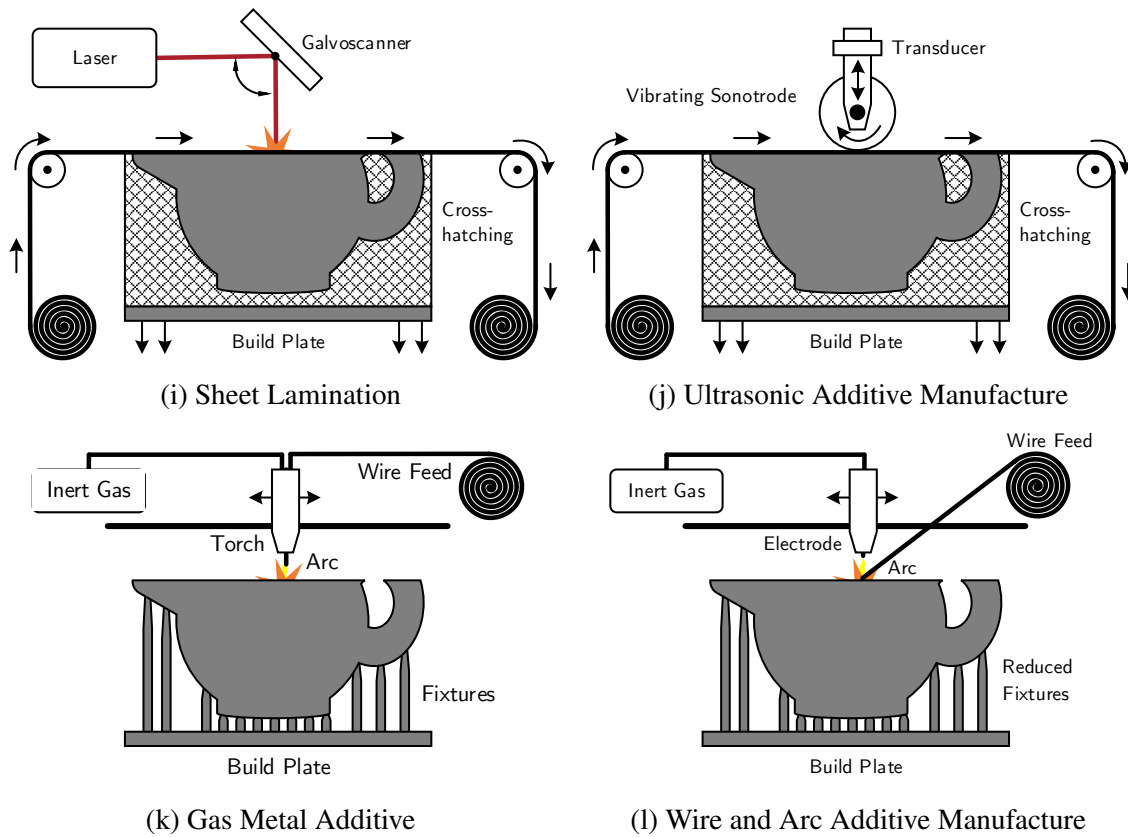 Laser
Galvoscanner
Cross-
hatching
Build Plate
(i) Sheet Lamination
Transducer
Vibrating Sonotrode
Cross-
hatching
Build Plate
(j) Ultrasonic Additive Manufacture
Inert Gas
Wire Feed
Torch
Arc
Fixtures
Build Plate
(k) Gas Metal Additive
Wire Feed
Inert Gas
Electrode
Arc
Reduced
Fixtures
Build Plate
(l) Wire and Arc Additive Manufacture